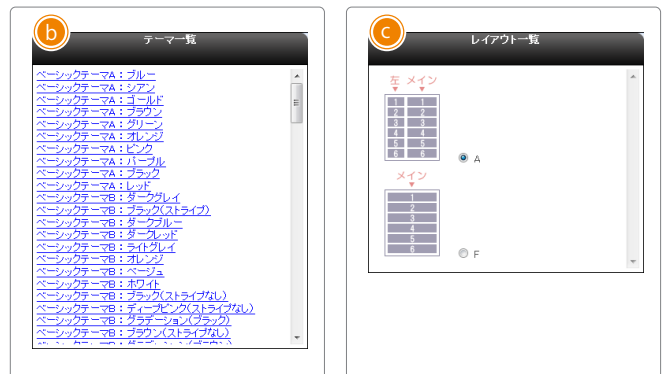 b
テーマ一覧
ベーシックテーマA：ブルー
ベーシックテーマA：シアン
ベーシックテーマA：ゴールド
ベーシックテーマA：ブラウン
ベーシックテーマA：グリーン
ベーシックテーマA：オレンジ
ベーシックテーマA：ピンク
ベーシックテーマA：パープル
ベーシックテーマA：ブラック
ベーシックテーマA：レッド
ベーシックテーマB：ダークグレイ
ベーシックテーマB：ブラック(ストライプ)
ベーシックテーマB：ダークブルー
ベーシックテーマB：ダークレッド
ベーシックテーマB：ライトグレイ
ベーシックテーマB：オレンジ
ベーシックテーマB：ベージュ
ベーシックテーマB：ホワイト
ベーシックテーマB：ブラック(ストライプなし)
ベーシックテーマB：ディープピンク(ストライプなし)
ベーシックテーマB：グラデーション(ブラック)
ベーシックテーマB：ブラウン(ストライプなし)
c
レイアウト一覧
左 メイン
1 1
2 2
3 3
4 4
5 5
6 6
A
メイン
1
2
3
4
5
6
F